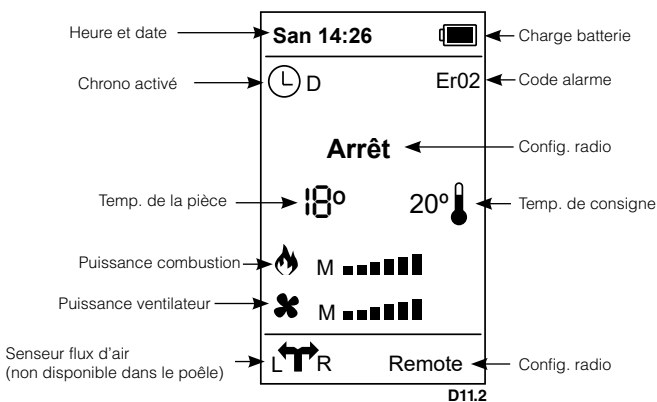 Heure et date
San 14:26
Charge batterie
Chrono activé
D
Er02
Code alarme
Arrêt
Config. radio
Temp. de la pièce
18º
20º
Temp. de consigne
Puissance combustion
M
Puissance ventilateur
M
Senseur flux d'air
(non disponible dans le poêle)
L R
Remote
Config. radio
D11.2